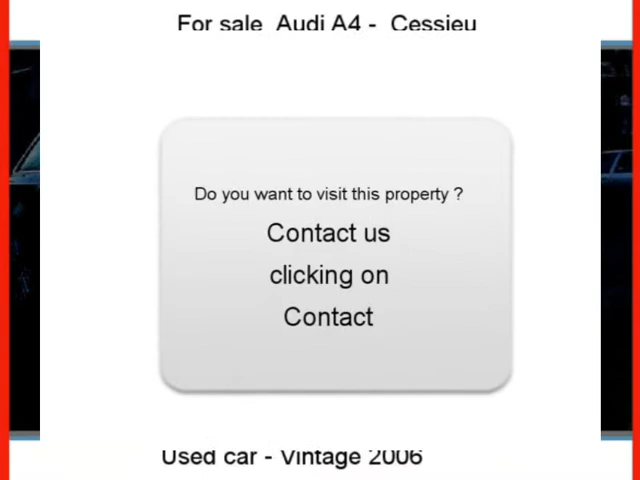 For sale Audi A4 - Cessieu
Do you want to visit this property ?
Contact us
clicking on
Contact
Used car - Vintage 2006